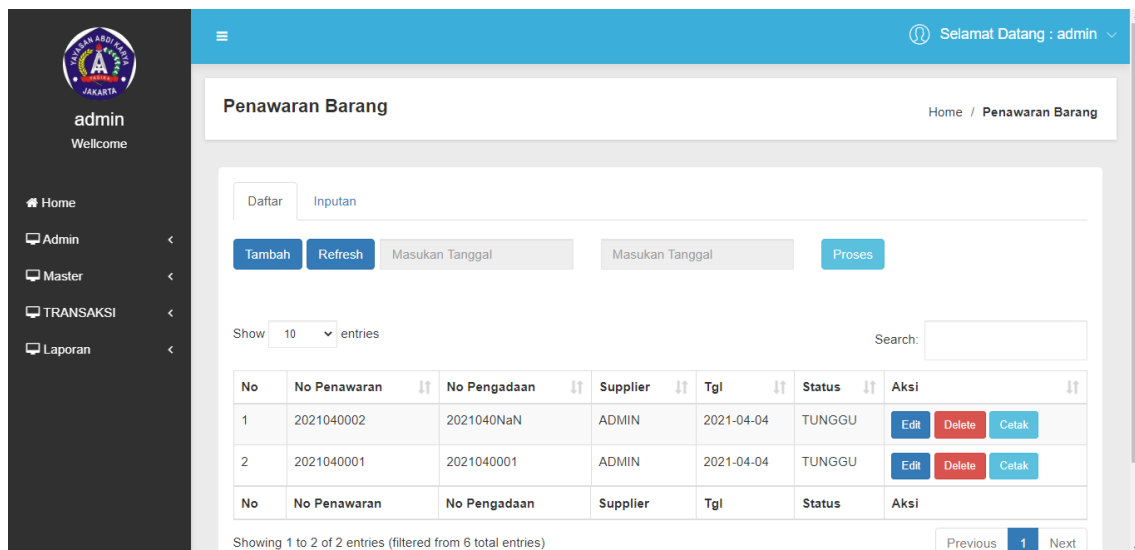 YAYASAN ABDI KARYA
JAKARTA
admin
Wellcome
Home
Admin
Master
TRANSAKSI
Laporan
Selamat Datang : admin
Penawaran Barang
Home / Penawaran Barang
Daftar Inputan
Tambah Refresh Masukan Tanggal Masukan Tanggal Proses
Show 10 entries
Search:
No No Penawaran No Pengadaan Supplier Tgl Status Aksi
1 2021040002 2021040NaN ADMIN 2021-04-04 TUNGGU Edit Delete Cetak
2 2021040001 2021040001 ADMIN 2021-04-04 TUNGGU Edit Delete Cetak
No No Penawaran No Pengadaan Supplier Tgl Status Aksi
Showing 1 to 2 of 2 entries (filtered from 6 total entries)
Previous 1 Next